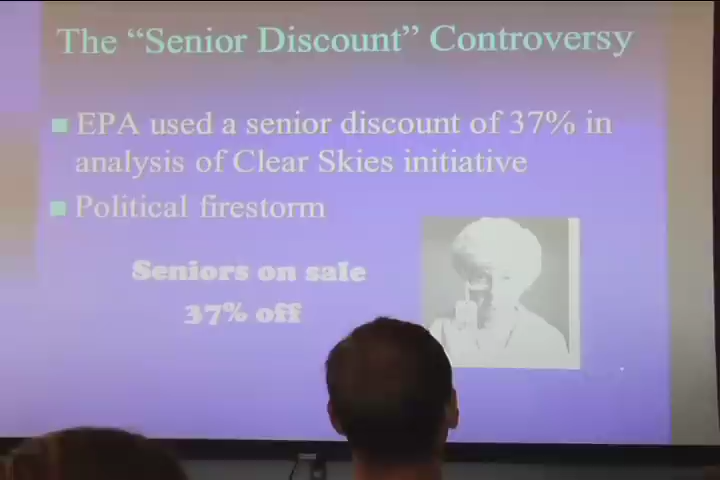 The “Senior Discount” Controversy
EPA used a senior discount of 37% in
analysis of Clear Skies initiative
Political firestorm
Seniors on sale
37% off